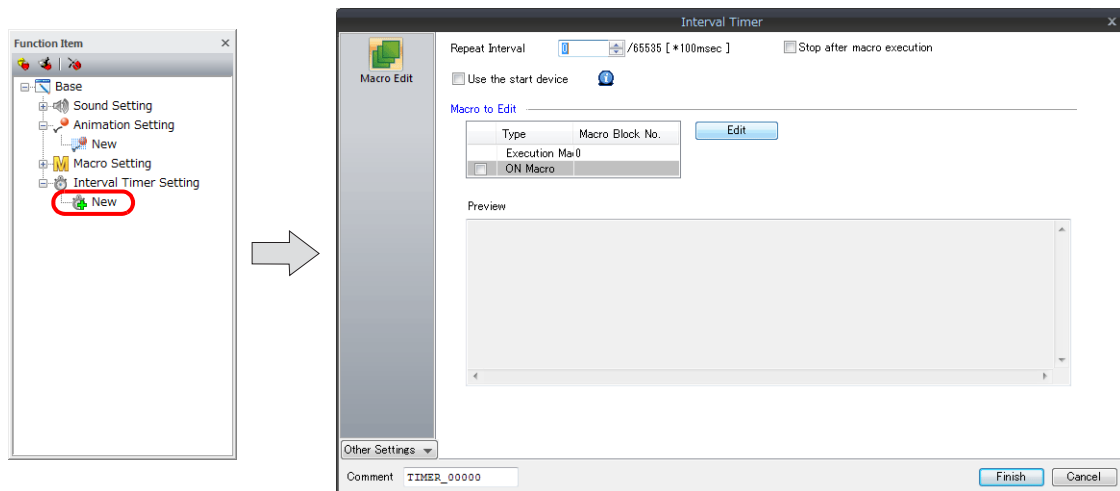 Function Item
Base
Sound Setting
Animation Setting
New
Macro Setting
Interval Timer Setting
New
Interval Timer
Macro Edit
Repeat Interval 0 /65535 [ *100msec ] Stop after macro execution
Use the start device
Macro to Edit
Type Macro Block No. Edit
Execution Ma 0
ON Macro
Preview
Other Settings
Comment TIMER_00000 Finish Cancel